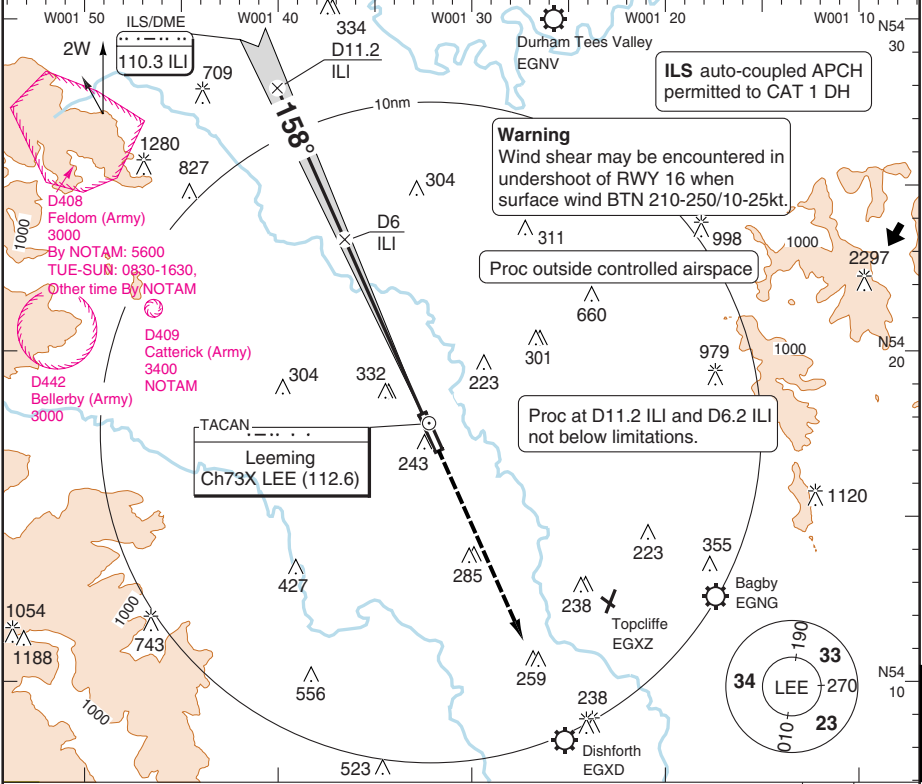 W001 50
W001 40
W001 30
W001 20
W001 10
N54
30
ILS/DME
110.3 ILI
2W
334
D11.2
ILI
Durham Tees Valley
EGNV
ILS auto-coupled APCH
permitted to CAT 1 DH
709
10nm
158°
1280
827
304
Warning
Wind shear may be encountered in
undershoot of RWY 16 when
surface wind BTN 210-250/10-25kt.
D408
Feldom (Army)
3000
By NOTAM: 5600
TUE-SUN: 0830-1630,
Other time By NOTAM
1000
D6
ILI
311
998
1000
2297
Proc outside controlled airspace
660
D409
Catterick (Army)
3400
NOTAM
D442
Bellerby (Army)
3000
301
223
979
1000
N54
20
304
332
Proc at D11.2 ILI and D6.2 ILI
not below limitations.
TACAN
Leeming
Ch73X LEE (112.6)
243
1120
427
285
223
355
238
Topcliffe
EGXZ
Bagby
EGNG
1054
1188
1000
743
1000
556
259
238
Dishforth
EGXD
523
190
33
34
LEE
270
010
23
N54
10